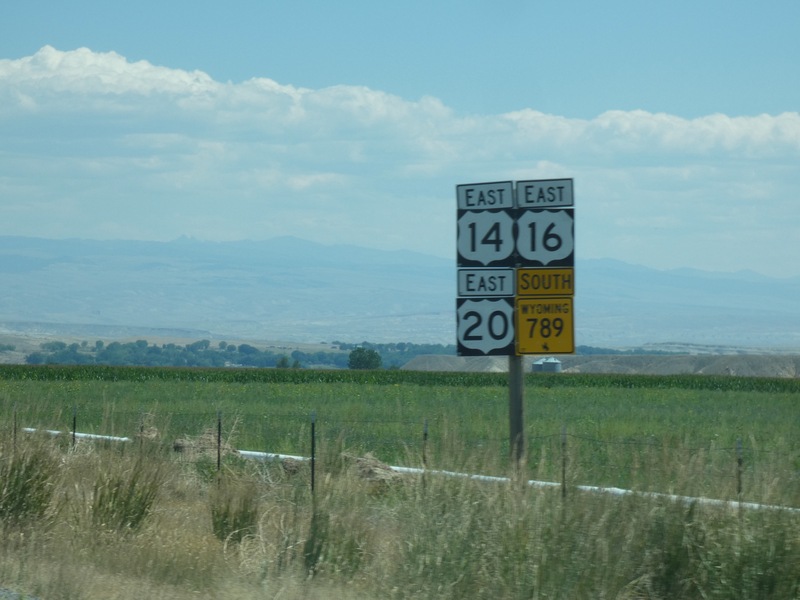 EAST EAST
14 16
EAST SOUTH
20 WYOMING
789